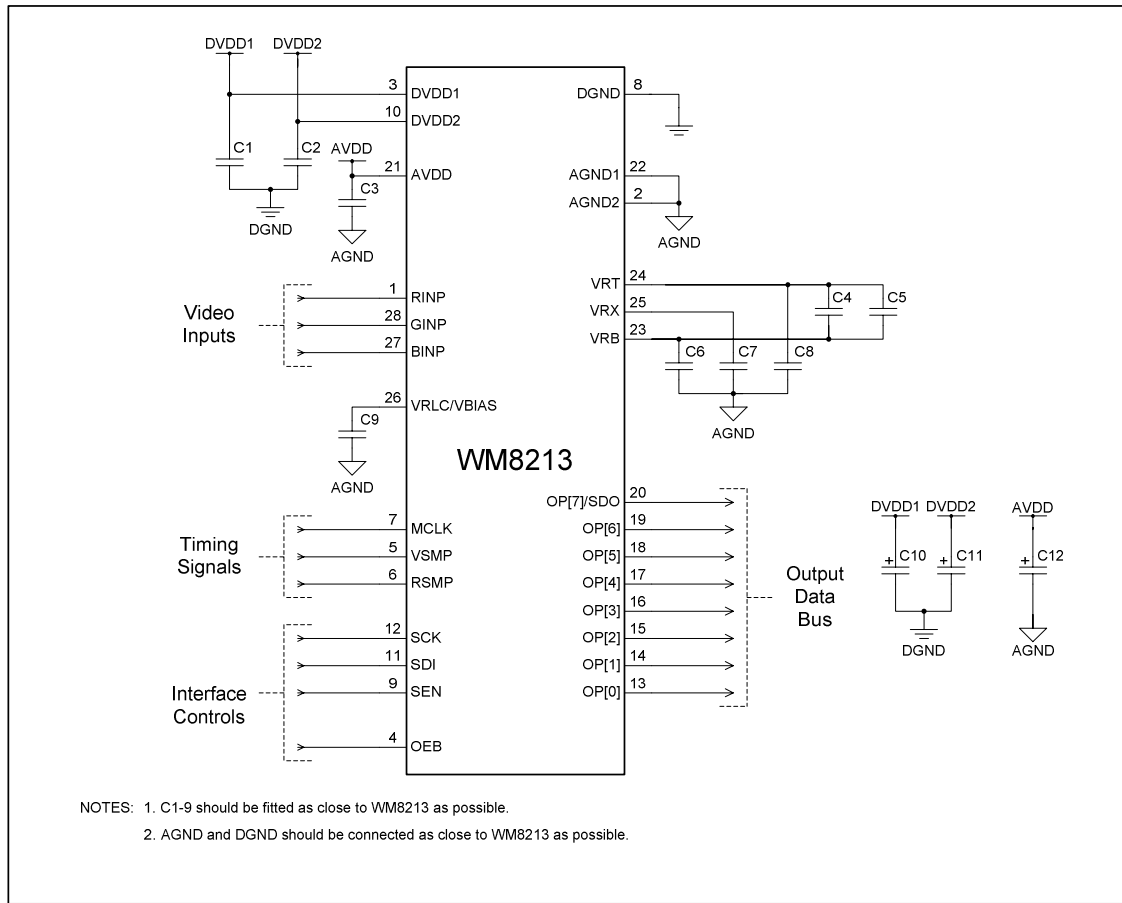 DVDD1 DVDD2
3 DVDD1
10 DVDD2
C1 C2
DGND
AVDD
21 AVDD
C3
AGND
DGND 8
AGND1 22
AGND2 2
AGND
Video
Inputs
1 RINP
28 GINP
27 BINP
VRT 24
VRX 25
VRB 23
C4 C5
C6 C7 C8
AGND
26 VRLC/VBIAS
C9
AGND
WM8213
Timing
Signals
7 MCLK
5 VSMP
6 RSMP
Interface
Controls
12 SCK
11 SDI
9 SEN
4 OEB
OP[7]/SDO 20
OP[6] 19
OP[5] 18
OP[4] 17
OP[3] 16
OP[2] 15
OP[1] 14
OP[0] 13
Output
Data
Bus
DVDD1 DVDD2 AVDD
+ C10 + C11 + C12
DGND AGND
NOTES: 1. C1-9 should be fitted as close to WM8213 as possible.
2. AGND and DGND should be connected as close to WM8213 as possible.